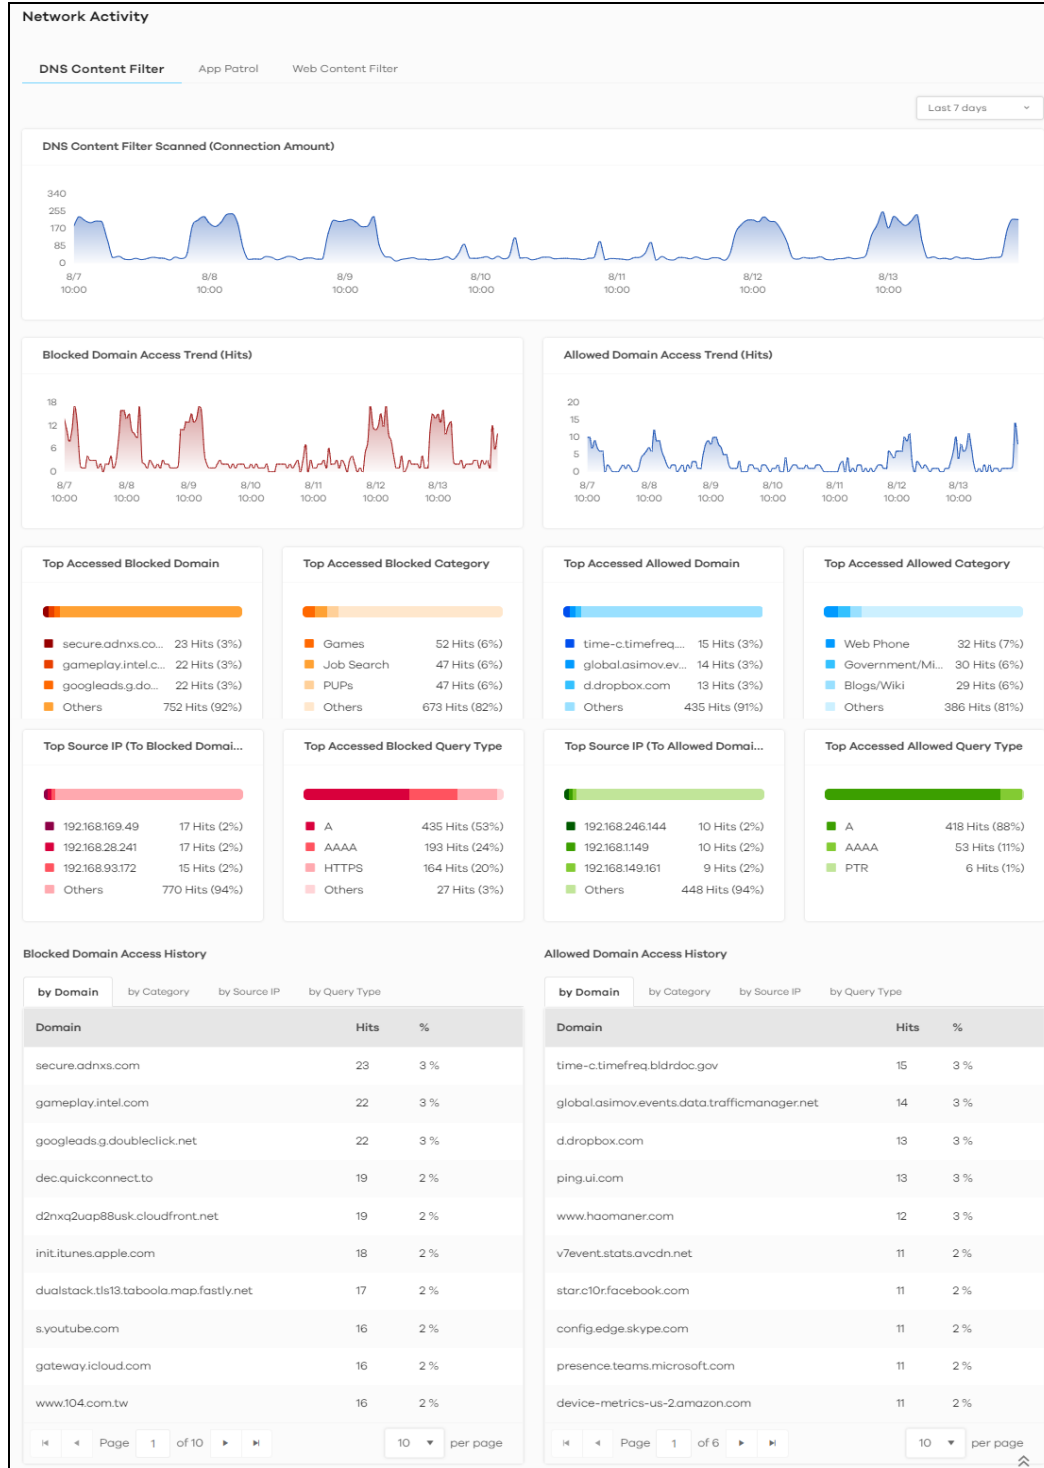 Network Activity
DNS Content Filter App Patrol Web Content Filter
Last 7 days
DNS Content Filter Scanned (Connection Amount)
340
255
170
85
0
8/7 8/8 8/9 8/10 8/11 8/12 8/13
10:00 10:00 10:00 10:00 10:00 10:00 10:00
Blocked Domain Access Trend (Hits)
18
12
6
0
8/7 8/8 8/9 8/10 8/11 8/12 8/13
10:00 10:00 10:00 10:00 10:00 10:00 10:00
Allowed Domain Access Trend (Hits)
20
15
10
5
0
8/7 8/8 8/9 8/10 8/11 8/12 8/13
10:00 10:00 10:00 10:00 10:00 10:00 10:00
Top Accessed Blocked Domain
secure.adnxs.co... 23 Hits (3%)
gameplay.intel.c... 22 Hits (3%)
googleads.g.do... 22 Hits (3%)
Others 752 Hits (92%)
Top Accessed Blocked Category
Games 52 Hits (6%)
Job Search 47 Hits (6%)
PUPs 47 Hits (6%)
Others 673 Hits (82%)
Top Accessed Allowed Domain
time-c.timefreq.... 15 Hits (3%)
global.asimov.ev... 14 Hits (3%)
d.dropbox.com 13 Hits (3%)
Others 435 Hits (91%)
Top Accessed Allowed Category
Web Phone 32 Hits (7%)
Government/Mi... 30 Hits (6%)
Blogs/Wiki 29 Hits (6%)
Others 386 Hits (81%)
Top Source IP (To Blocked Domai...
192.168.169.49 17 Hits (2%)
192.168.28.241 17 Hits (2%)
192.168.93.172 15 Hits (2%)
Others 770 Hits (94%)
Top Accessed Blocked Query Type
A 435 Hits (53%)
AAAA 193 Hits (24%)
HTTPS 164 Hits (20%)
Others 27 Hits (3%)
Top Source IP (To Allowed Domai...
192.168.246.144 10 Hits (2%)
192.168.1.149 10 Hits (2%)
192.168.149.161 9 Hits (2%)
Others 448 Hits (94%)
Top Accessed Allowed Query Type
A 418 Hits (88%)
AAAA 53 Hits (11%)
PTR 6 Hits (1%)
Blocked Domain Access History
by Domain by Category by Source IP by Query Type
Domain Hits %
secure.adnxs.com 23 3 %
gameplay.intel.com 22 3 %
googleads.g.doubleclick.net 22 3 %
dec.quickconnect.to 19 2 %
d2nxq2uap88usk.cloudfront.net 19 2 %
init.itunes.apple.com 18 2 %
dualstack.tls13.taboola.map.fastly.net 17 2 %
s.youtube.com 16 2 %
gateway.icloud.com 16 2 %
www.104.com.tw 16 2 %
Page 1 of 10 10 per page
Allowed Domain Access History
by Domain by Category by Source IP by Query Type
Domain Hits %
time-c.timefreq.bldrdoc.gov 15 3 %
global.asimov.events.data.trafficmanager.net 14 3 %
d.dropbox.com 13 3 %
ping.ui.com 13 3 %
www.haomaner.com 12 3 %
v7event.stats.avcdn.net 11 2 %
star.c10r.facebook.com 11 2 %
config.edge.skype.com 11 2 %
presence.teams.microsoft.com 11 2 %
device-metrics-us-2.amazon.com 11 2 %
Page 1 of 6 10 per page